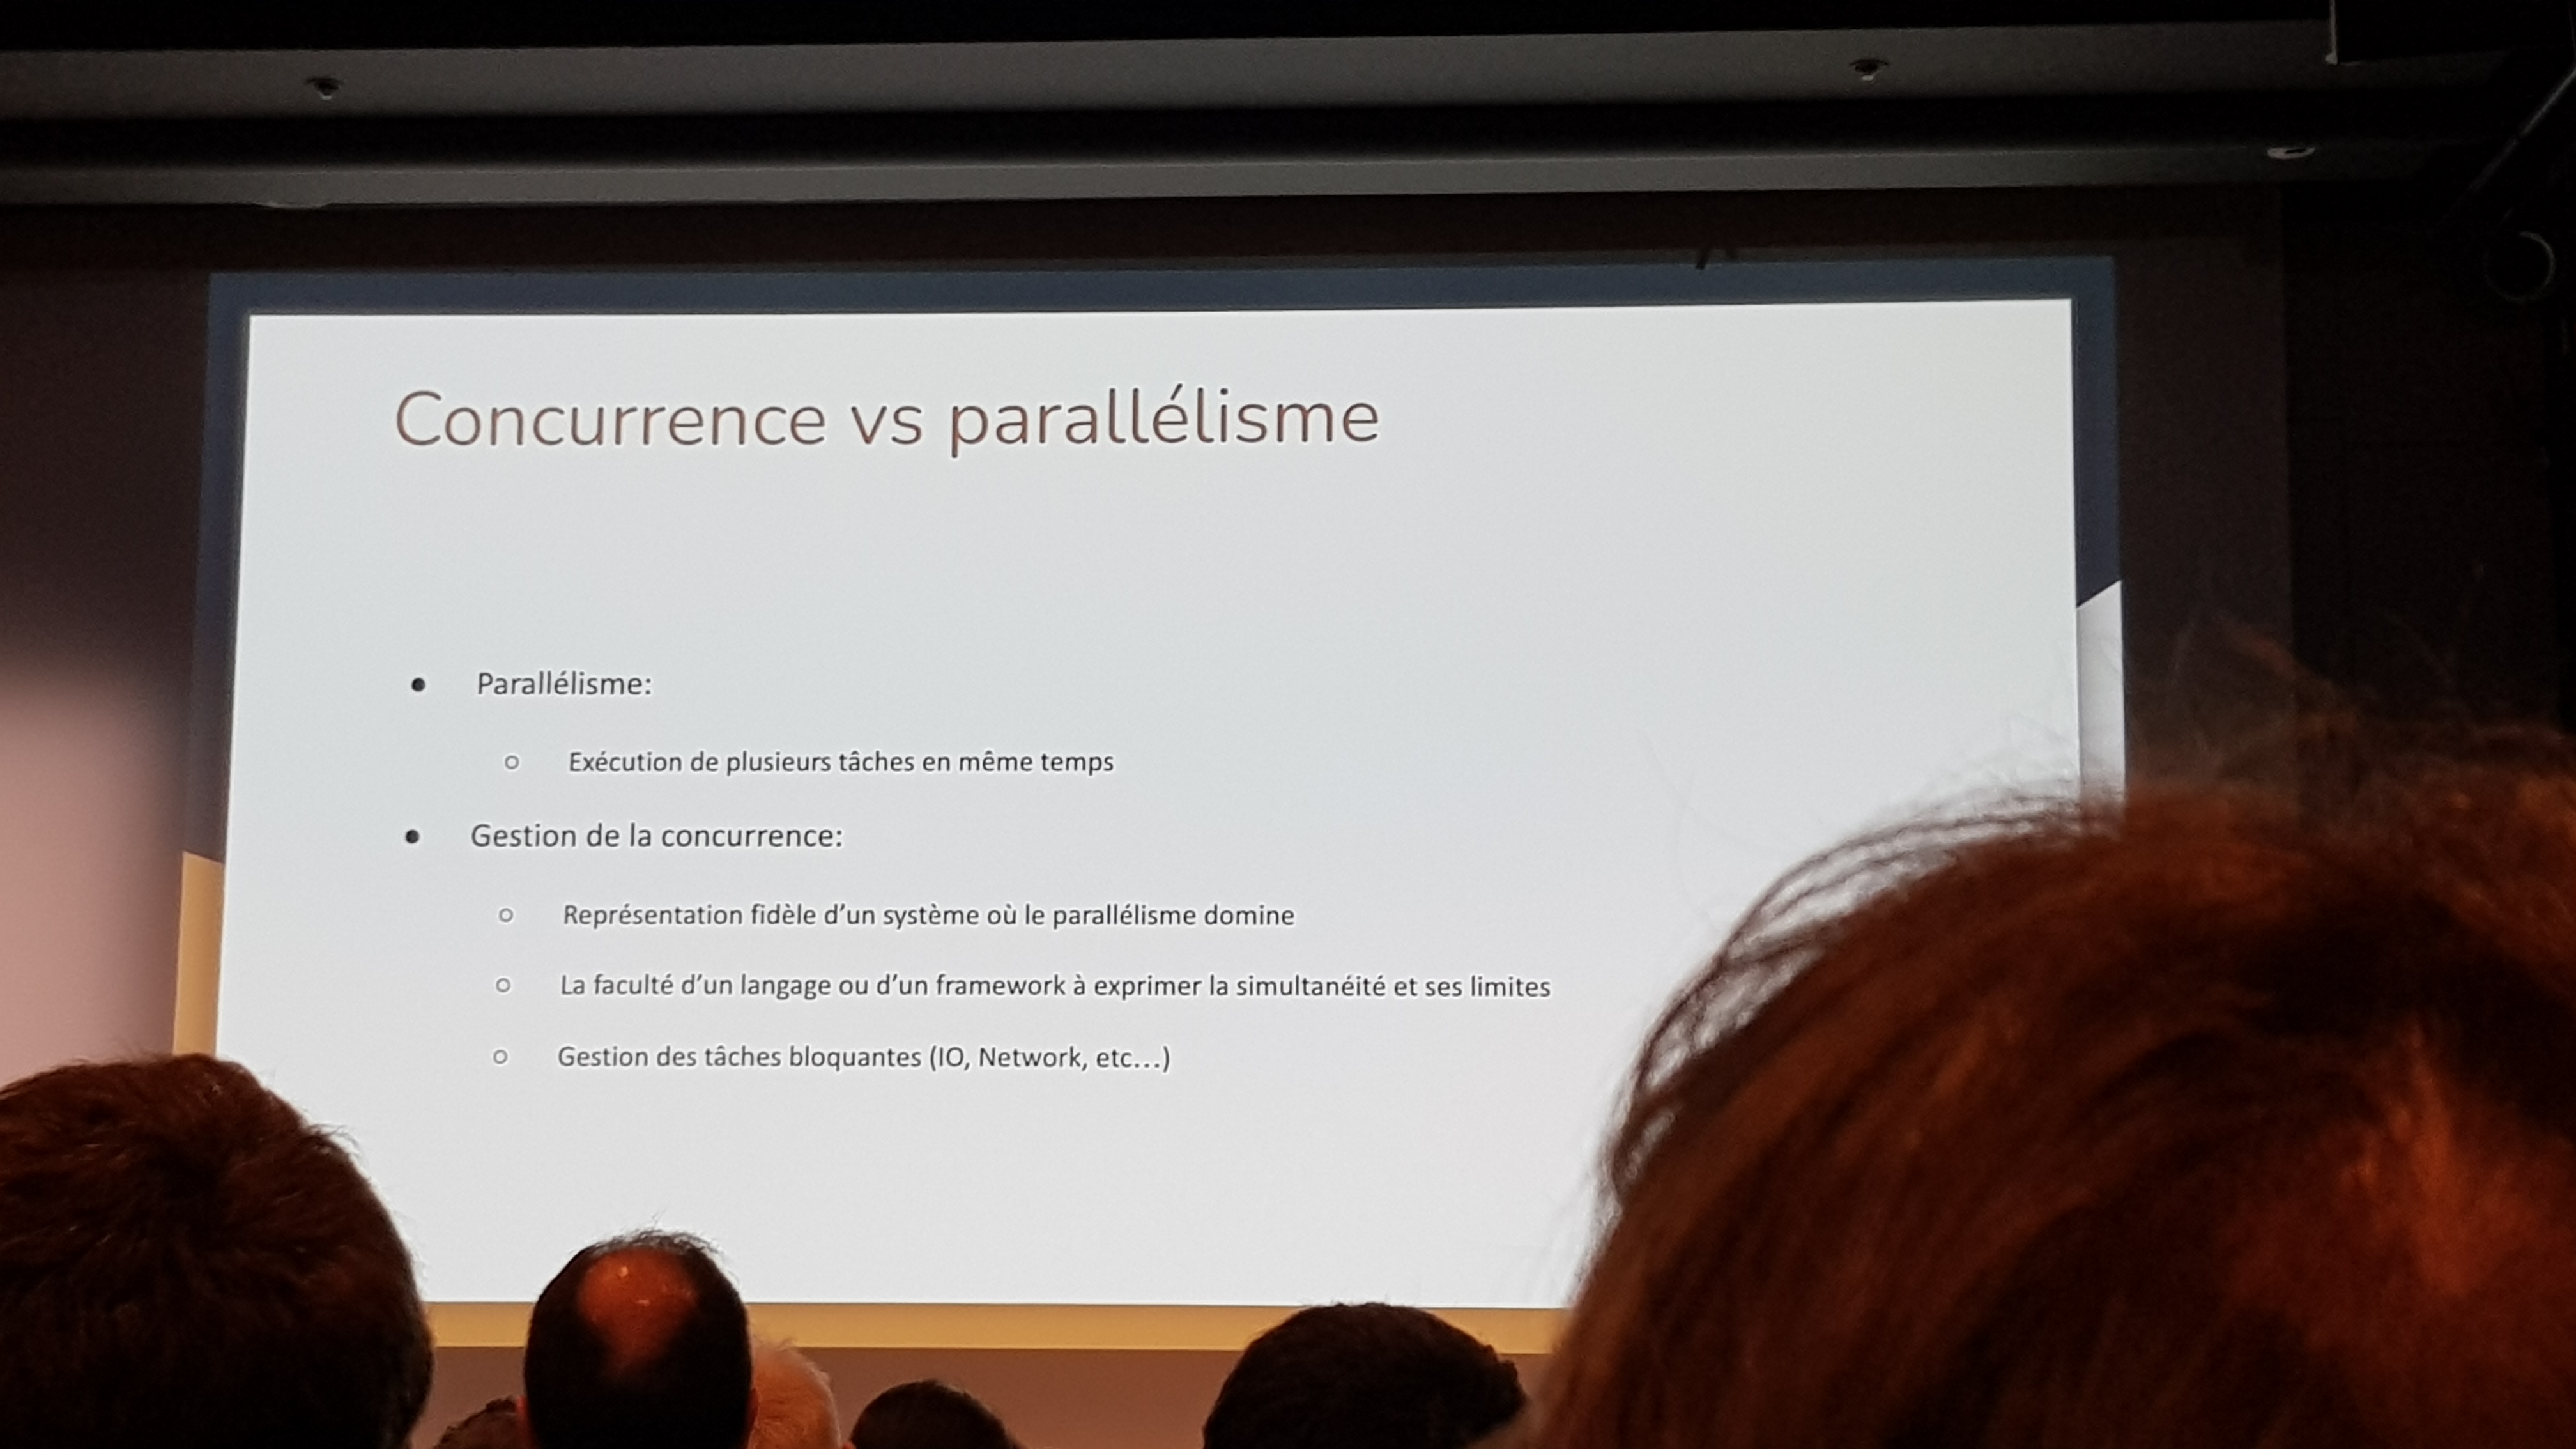 Concurrence vs parallélisme
● Parallélisme:
○ Exécution de plusieurs tâches en même temps
● Gestion de la concurrence:
○ Représentation fidèle d’un système où le parallélisme domine
○ La faculté d’un langage ou d’un framework à exprimer la simultanéité et ses limites
○ Gestion des tâches bloquantes (IO, Network, etc…)